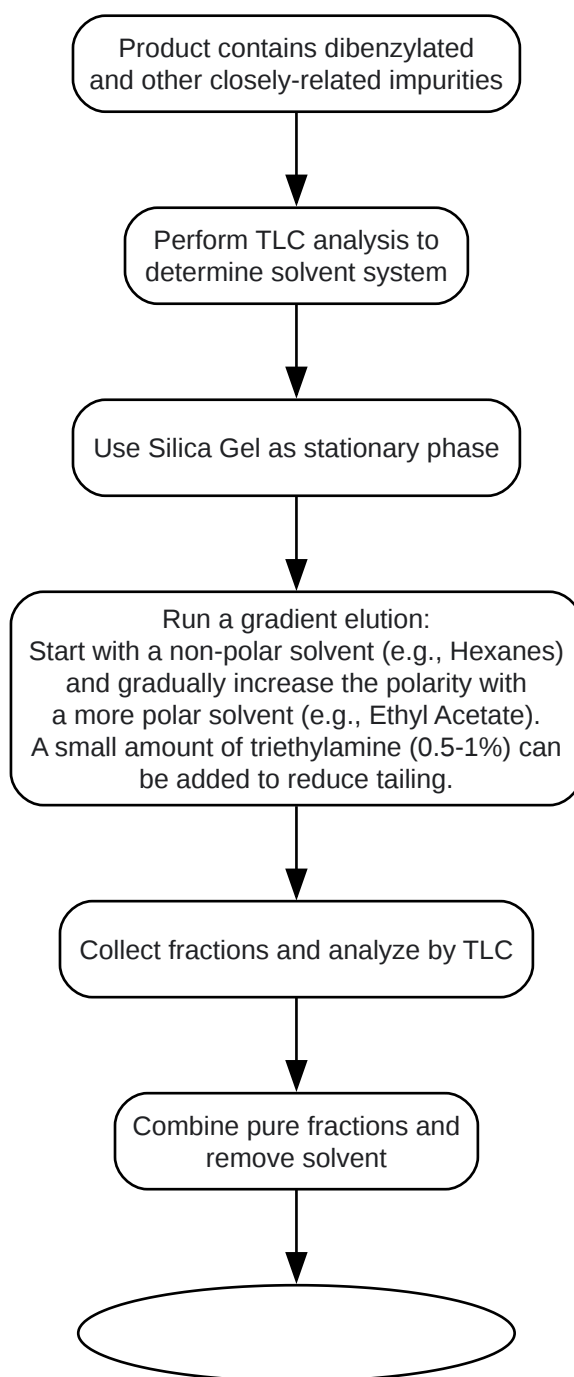 Product contains dibenzylated
and other closely-related impurities
Perform TLC analysis to
determine solvent system
Use Silica Gel as stationary phase
Run a gradient elution:
Start with a non-polar solvent (e.g., Hexanes)
and gradually increase the polarity with
a more polar solvent (e.g., Ethyl Acetate).
A small amount of triethylamine (0.5-1%) can
be added to reduce tailing.
Collect fractions and analyze by TLC
Combine pure fractions and
remove solvent